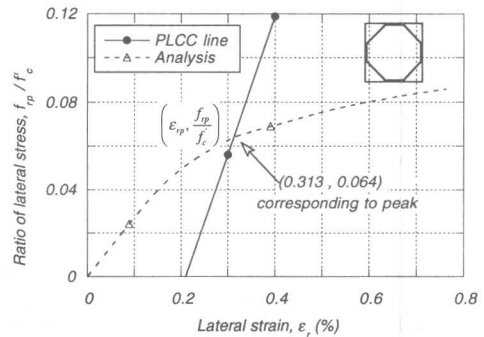 Ratio of lateral stress, f_rp / f'_c
0.12
0.08
0.04
0
PLCC line
Analysis
(ε_rp, f_rp/f_c)
(0.313 , 0.064)
corresponding to peak
0
0.2
0.4
0.6
0.8
Lateral strain, ε_r (%)